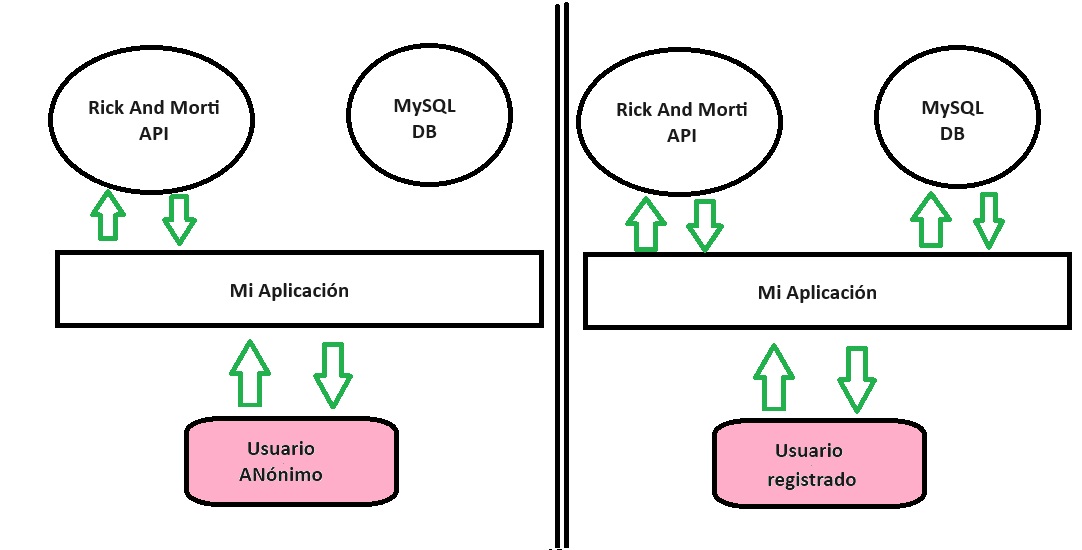 Rick And Morti
API
MySQL
DB
Mi Aplicación
Usuario
ANónimo
Rick And Morti
API
MySQL
DB
Mi Aplicación
Usuario
registrado